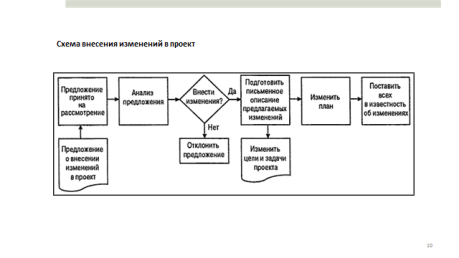 Схема внесения изменений в проект
Предложение
принято
на
рассмотрение
Анализ
предложения
Внести
изменения?
Да
Нет
Подготовить
письменное
описание
предлагаемых
изменений
Изменить
план
Поставить
всех
в известность
об изменениях
Предложение
о внесении
изменений
в проект
Отклонить
предложение
Изменить
цели и задачи
проекта
10